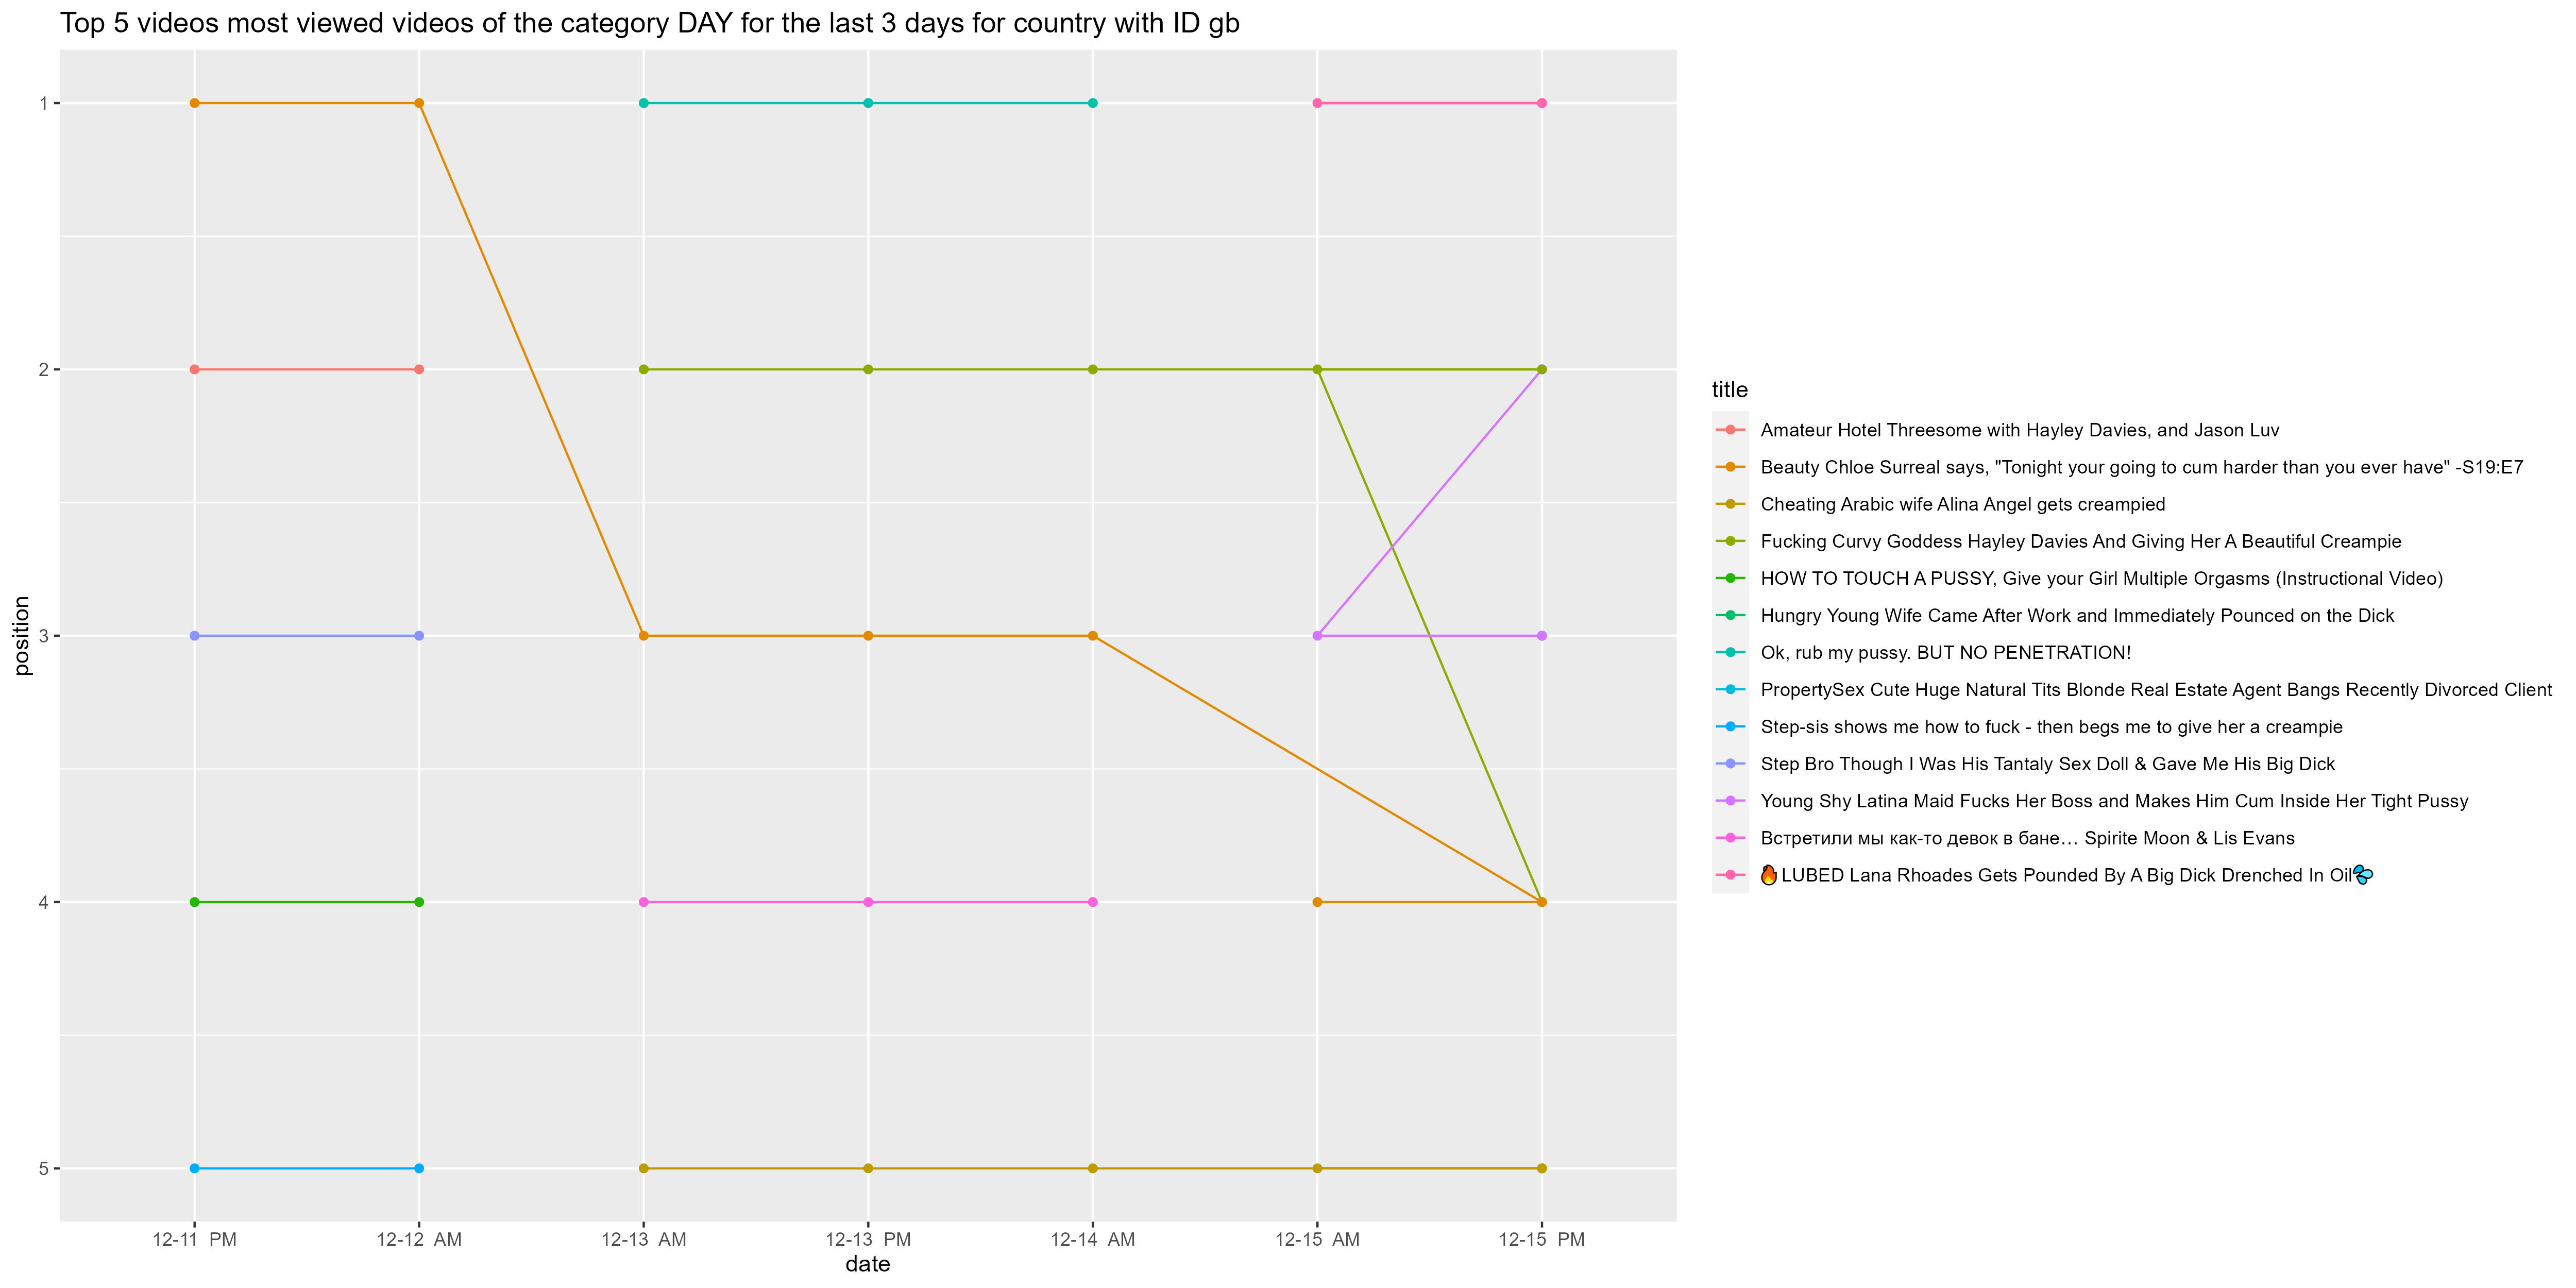 Top 5 videos most viewed videos of the category DAY for the last 3 days for country with ID gb
position
1
2
3
4
5
12-11 PM
12-12 AM
12-13 AM
12-13 PM
12-14 AM
12-15 AM
12-15 PM
date
title
Amateur Hotel Threesome with Hayley Davies, and Jason Luv
Beauty Chloe Surreal says, "Tonight your going to cum harder than you ever have" -S19:E7
Cheating Arabic wife Alina Angel gets creampied
Fucking Curvy Goddess Hayley Davies And Giving Her A Beautiful Creampie
HOW TO TOUCH A PUSSY, Give your Girl Multiple Orgasms (Instructional Video)
Hungry Young Wife Came After Work and Immediately Pounced on the Dick
Ok, rub my pussy. BUT NO PENETRATION!
PropertySex Cute Huge Natural Tits Blonde Real Estate Agent Bangs Recently Divorced Client
Step-sis shows me how to fuck - then begs me to give her a creampie
Step Bro Though I Was His Tantaly Sex Doll & Gave Me His Big Dick
Young Shy Latina Maid Fucks Her Boss and Makes Him Cum Inside Her Tight Pussy
Встретили мы как-то девок в бане… Spirite Moon & Lis Evans
🔥LUBED Lana Rhoades Gets Pounded By A Big Dick Drenched In Oil💦